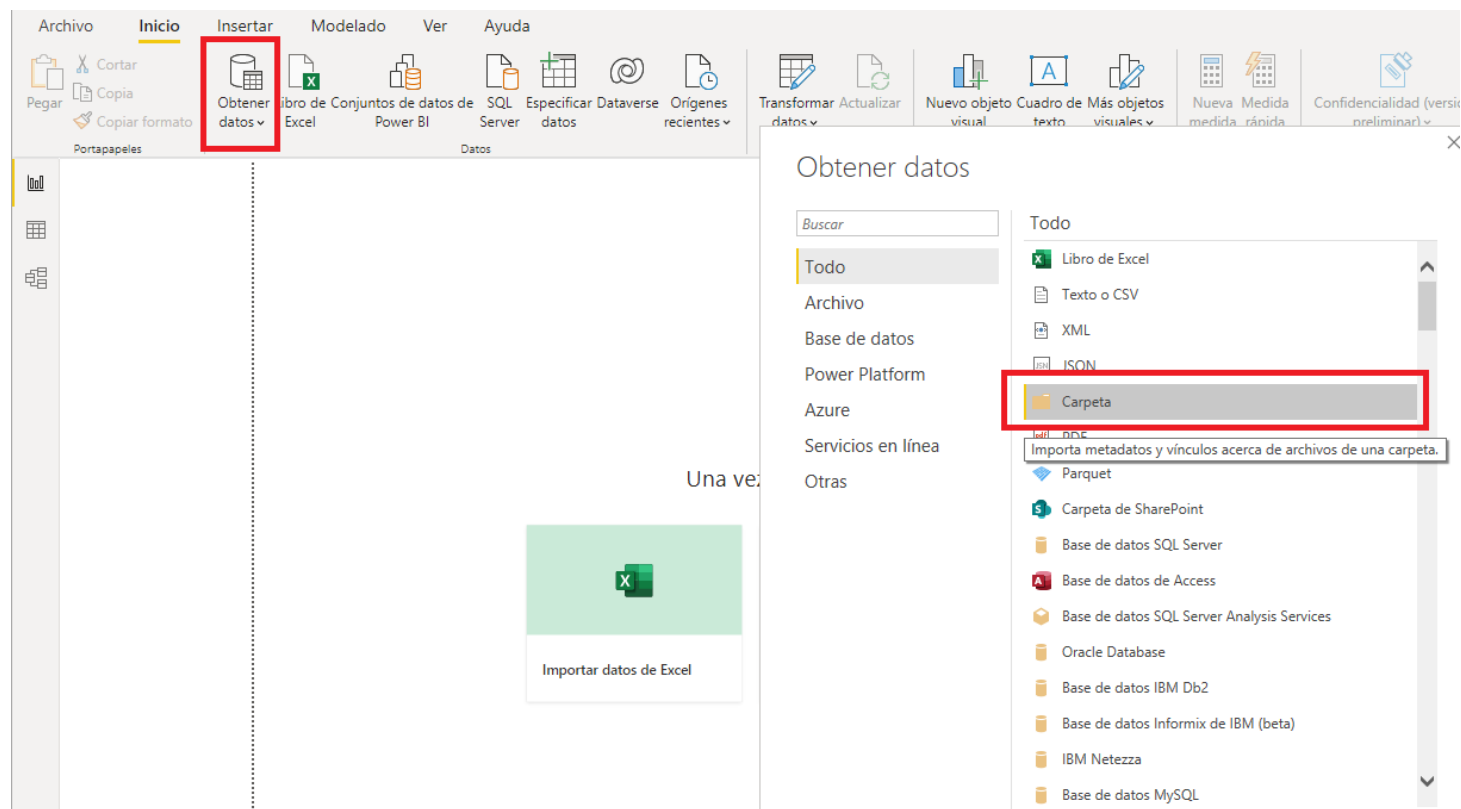 Archivo Inicio Insertar Modelado Ver Ayuda
Pegar
Cortar
Copia
Copiar formato
Portapapeles
Obtener datos
Libro de Excel
Conjuntos de datos de Power BI
SQL Server
Especificar datos
Dataverse
Orígenes recientes
Datos
Transformar datos
Actualizar
Nuevo objeto visual
A
Cuadro de texto
Más objetos visuales
Nueva medida
Medida rápida
Confidencialidad
preliminar)
Obtener datos
Buscar
Todo
Archivo
Base de datos
Power Platform
Azure
Servicios en línea
Otras
Todo
Libro de Excel
Texto o CSV
XML
JSON
Carpeta
PDF
Importa metadatos y vínculos acerca de archivos de una carpeta.
Parquet
Carpeta de SharePoint
Base de datos SQL Server
Base de datos de Access
Base de datos SQL Server Analysis Services
Oracle Database
Base de datos IBM Db2
Base de datos Informix de IBM (beta)
IBM Netezza
Base de datos MySQL
Una vez
Importar datos de Excel